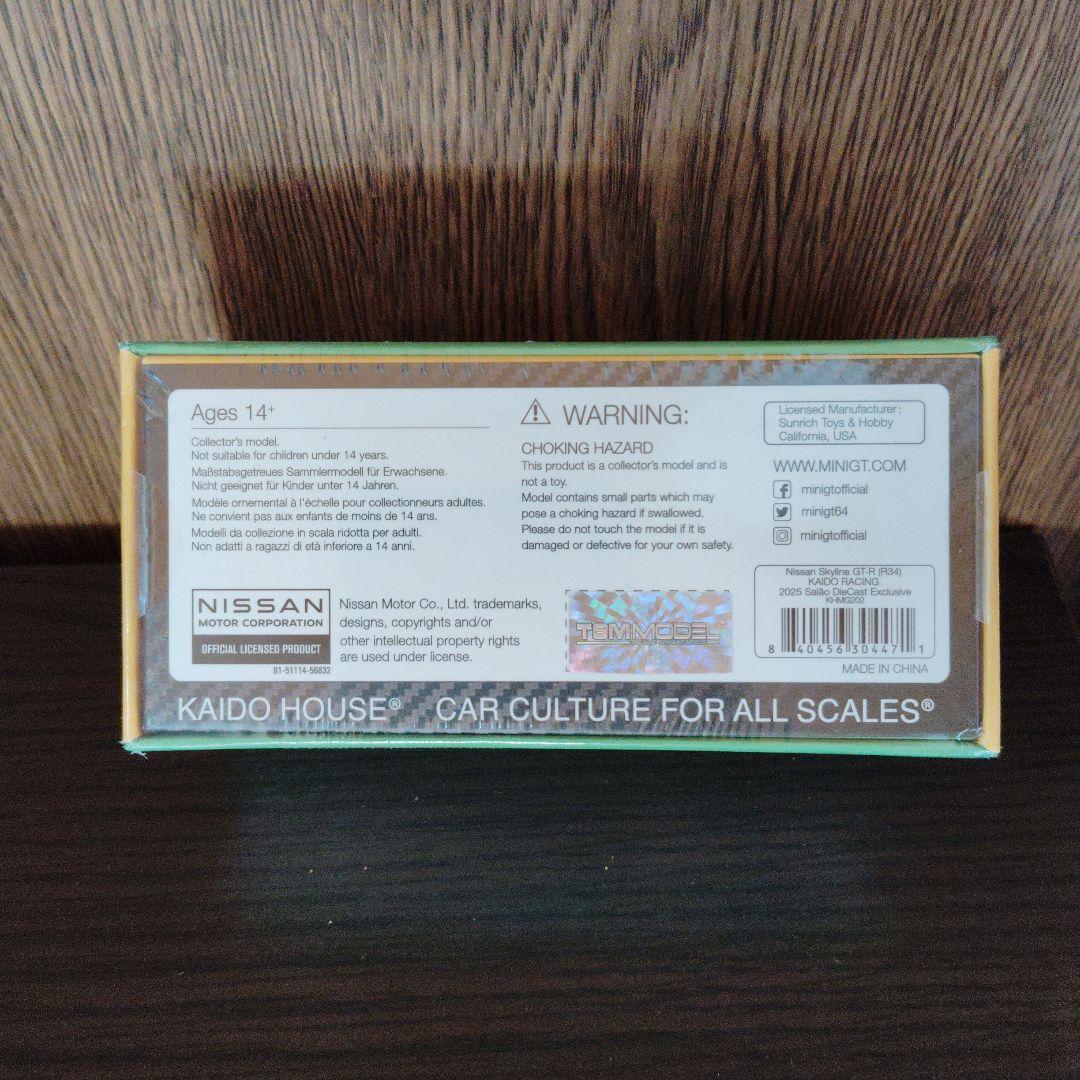 Ages 14+
Collector's model.
Not suitable for children under 14 years.
Maßstabsgetreues Sammlermodell für Erwachsene.
Nicht geeignet für Kinder unter 14 Jahren.
Modèle ornemental à l'échelle pour collectionneurs adultes.
Ne convient pas aux enfants de moins de 14 ans.
Modelli da collezione in scala ridotta per adulti.
Non adatti a ragazzi di età inferiore a 14 anni.
NISSAN
MOTOR CORPORATION
OFFICIAL LICENSED PRODUCT
81-51114-56832
Nissan Motor Co., Ltd. trademarks,
designs, copyrights and/or
other intellectual property rights
are used under license.
WARNING:
CHOKING HAZARD
This product is a collector's model and is
not a toy.
Model contains small parts which may
pose a choking hazard if swallowed.
Please do not touch the model if it is
damaged or defective for your own safety.
TSMMODEL
Licensed Manufacturer:
Sunrich Toys & Hobby
California, USA
WWW.MINIGT.COM
minigtofficial
minigt64
minigtofficial
Nissan Skyline GT-R (R34)
KAIDO RACING
2025 Salão DieCast Exclusive
KHMG202
8 40456 30447 1
MADE IN CHINA
KAIDO HOUSE® CAR CULTURE FOR ALL SCALES®